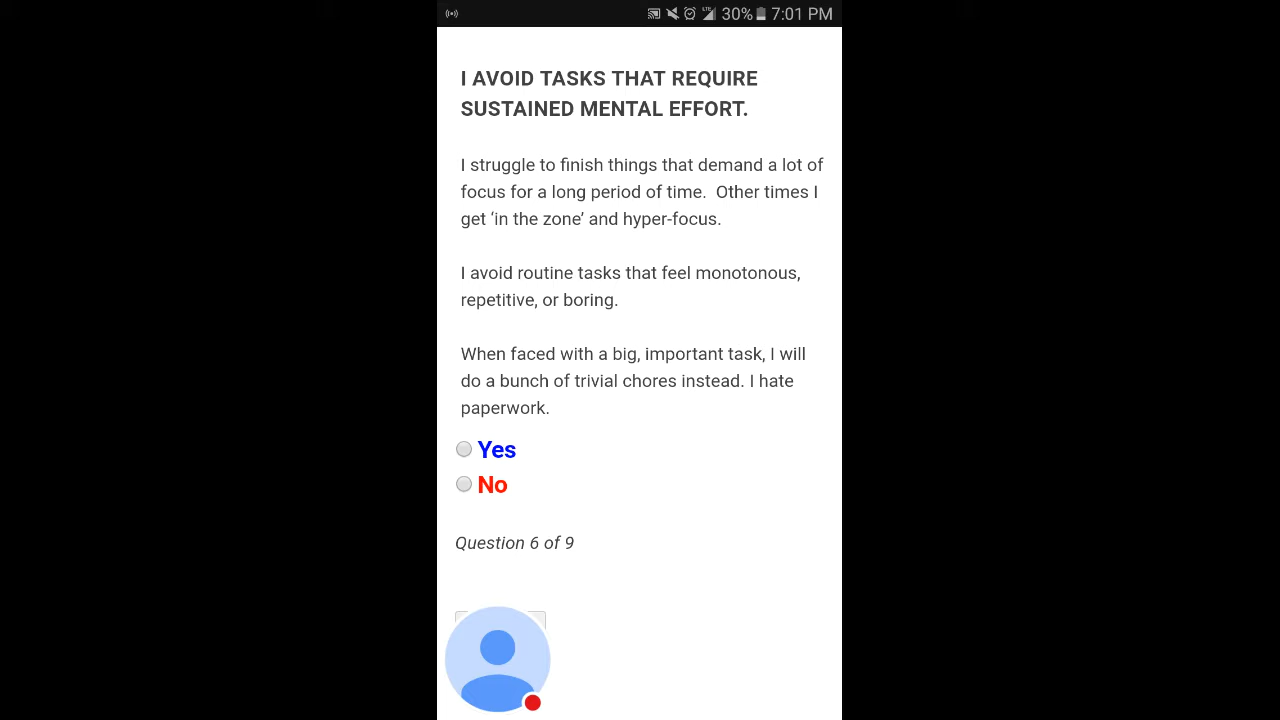 LTE 30% 7:01 PM
I AVOID TASKS THAT REQUIRE
SUSTAINED MENTAL EFFORT.
I struggle to finish things that demand a lot of
focus for a long period of time.  Other times I
get ‘in the zone’ and hyper-focus.
I avoid routine tasks that feel monotonous,
repetitive, or boring.
When faced with a big, important task, I will
do a bunch of trivial chores instead. I hate
paperwork.
Yes
No
Question 6 of 9